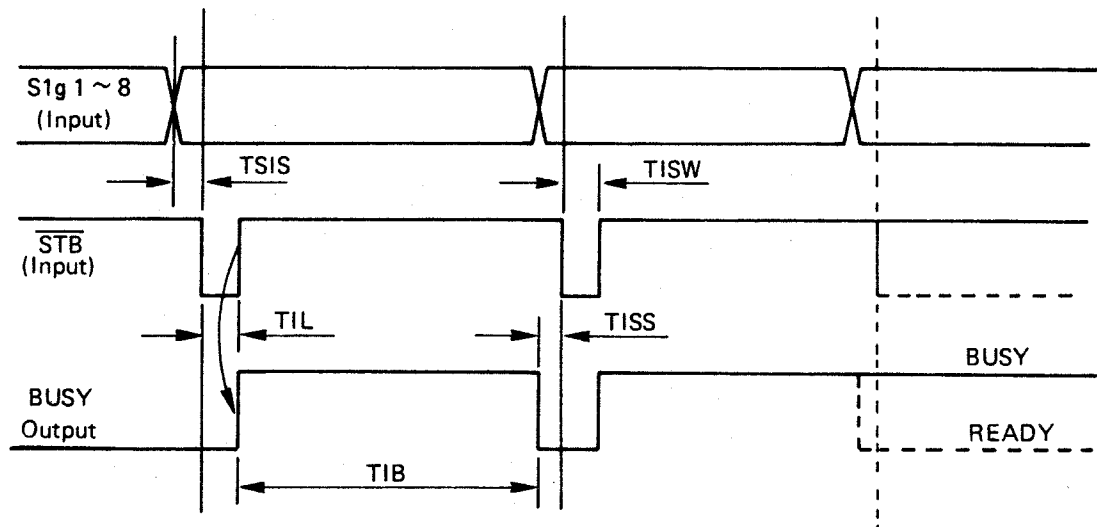 S1g 1 ~ 8
(Input)
TSIS
TISW
STB
(Input)
TIL
TISS
BUSY
BUSY
Output
READY
TIB